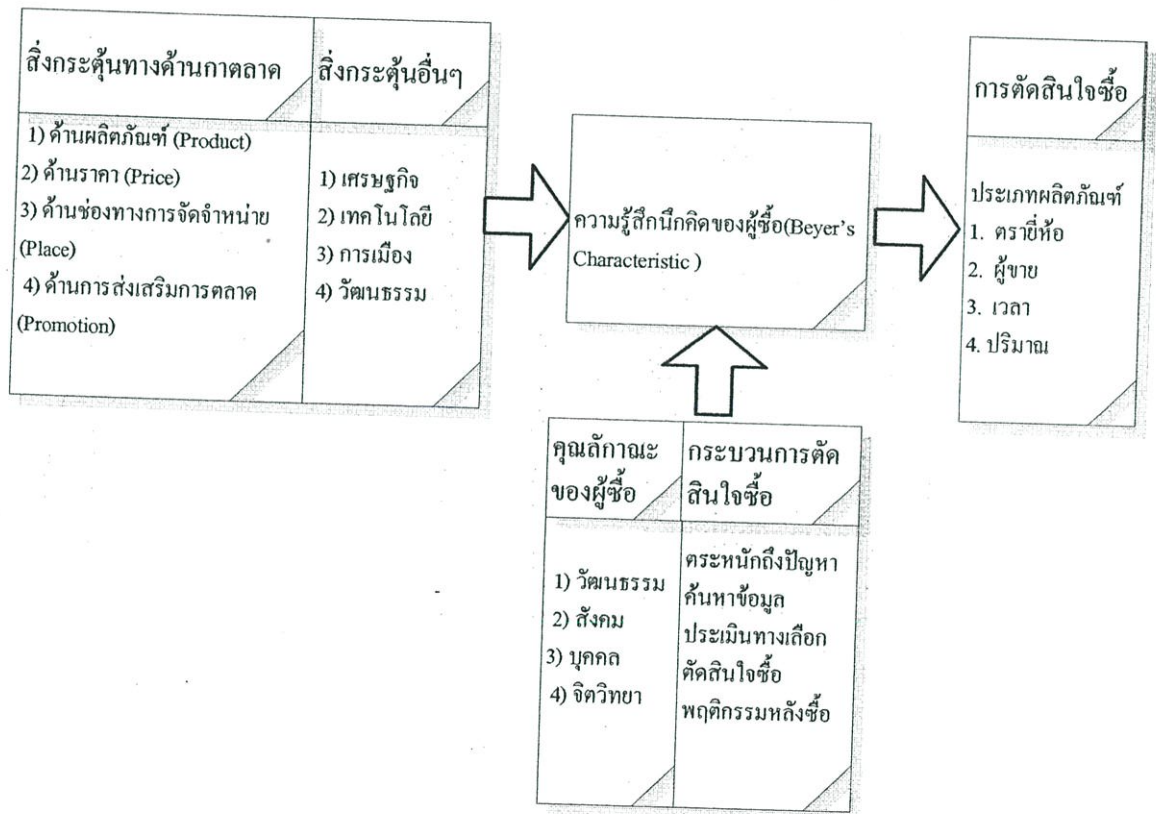 สิ่งกระตุ้นทางด้านกาตลาด
สิ่งกระตุ้นอื่นๆ
1) ด้านผลิตภัณฑ์ (Product)
2) ด้านราคา (Price)
3) ด้านช่องทางการจัดจำหน่าย
(Place)
4) ด้านการส่งเสริมการตลาด
(Promotion)
1) เศรษฐกิจ
2) เทคโนโลยี
3) การเมือง
4) วัฒนธรรม
ความรู้สึกนึกคิดของผู้ซื้อ(Beyer's
Characteristic )
การตัดสินใจซื้อ
ประเภทผลิตภัณฑ์
1. ตรายี่ห้อ
2. ผู้ขาย
3. เวลา
4. ปริมาณ
คุณลักาณะ
ของผู้ซื้อ
กระบวนการตัด
สินใจซื้อ
1) วัฒนธรรม
2) สังคม
3) บุคคล
4) จิตวิทยา
ตระหนักถึงปัญหา
ค้นหาข้อมูล
ประเมินทางเลือก
ตัดสินใจซื้อ
พฤติกรรมหลังซื้อ